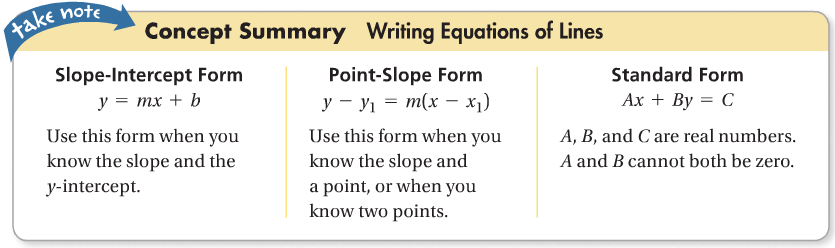 take note
Concept Summary Writing Equations of Lines
Slope-Intercept Form
y = mx + b
Use this form when you
know the slope and the
y-intercept.
Point-Slope Form
y − y₁ = m(x − x₁)
Use this form when you
know the slope and
a point, or when you
know two points.
Standard Form
Ax + By = C
A, B, and C are real numbers.
A and B cannot both be zero.